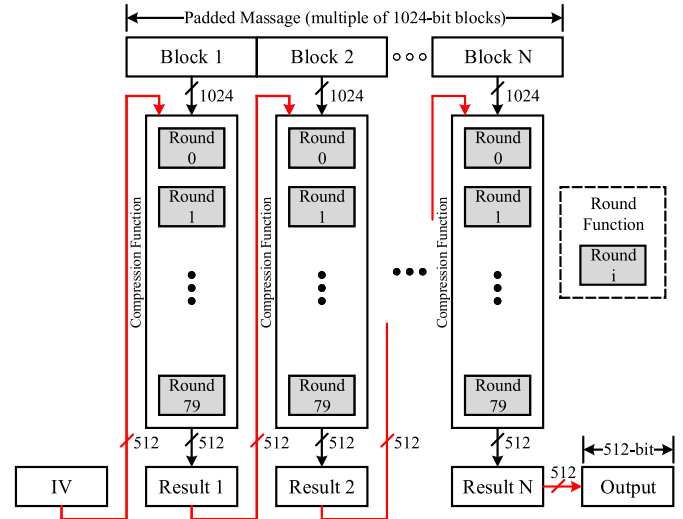 Padded Massage (multiple of 1024-bit blocks)
Block 1
Block 2
Block N
1024
1024
1024
Compression Function
Round
0
Round
1
Round
79
Compression Function
Round
0
Round
1
Round
79
Compression Function
Round
0
Round
1
Round
79
Round
Function
Round
i
512
512
512
512
512
512
512
512-bit
IV
Result 1
Result 2
Result N
Output